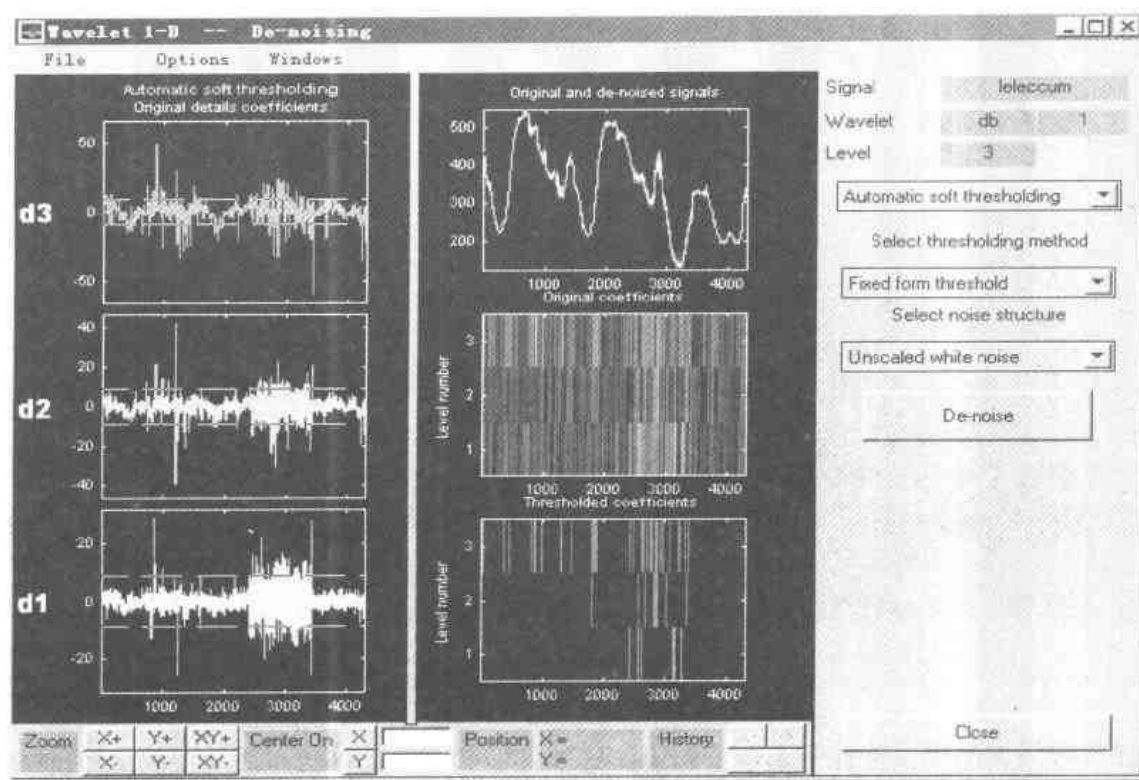 Wavelet 1-D -- De-noising
File Options Windows
Automatic soft thresholding
Original details coefficients
50
d3 0
-50
40
20
d2 0
-20
-40
20
d1 0
-20
1000 2000 3000 4000
Original and de-noised signals
500
400
300
200
1000 2000 3000 4000
Original coefficients
Level number
3
2
1
1000 2000 3000 4000
Thresholded coefficients
Level number
3
2
1
1000 2000 3000 4000
Signal leleccum
Wavelet db 1
Level 3
Automatic soft thresholding
Select thresholding method
Fixed form threshold
Select noise structure
Unscaled white noise
De-noise
Close
Zoom X+ Y+ XY+ Center On X Position X = History
X- Y- XY- Y Y =